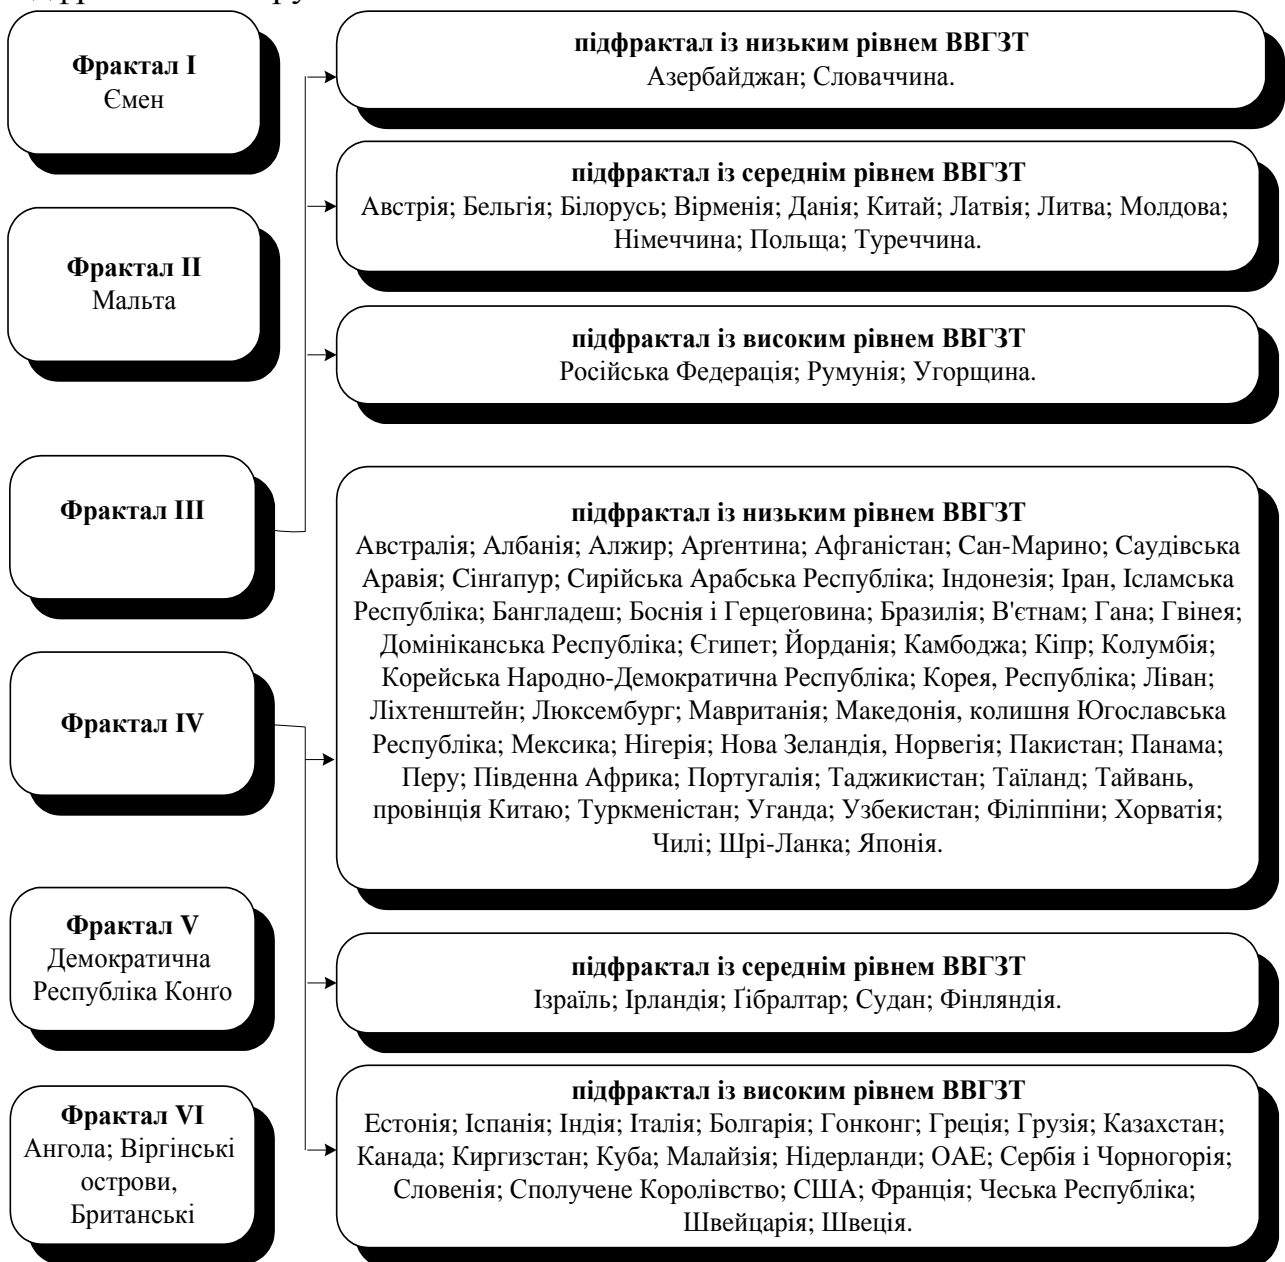 Фрактал I
Ємен
підфрактал із низьким рівнем ВВГЗТ
Азербайджан; Словаччина.
підфрактал із середнім рівнем ВВГЗТ
Австрія; Бельгія; Білорусь; Вірменія; Данія; Китай; Латвія; Литва; Молдова;
Німеччина; Польща; Туреччина.
Фрактал II
Мальта
підфрактал із високим рівнем ВВГЗТ
Російська Федерація; Румунія; Угорщина.
Фрактал III
підфрактал із низьким рівнем ВВГЗТ
Австралія; Албанія; Алжир; Арґентина; Афганістан; Сан-Марино; Саудівська
Аравія; Сінґапур; Сирійська Арабська Республіка; Індонезія; Іран, Ісламська
Республіка; Бангладеш; Боснія і Герцеґовина; Бразилія; В'єтнам; Гана; Гвінея;
Домініканська Республіка; Єгипет; Йорданія; Камбоджа; Кіпр; Колумбія;
Корейська Народно-Демократична Республіка; Корея, Республіка; Ліван;
Ліхтенштейн; Люксембург; Мавританія; Македонія, колишня Югославська
Республіка; Мексика; Нігерія; Нова Зеландія, Норвегія; Пакистан; Панама;
Перу; Південна Африка; Португалія; Таджикистан; Таїланд; Тайвань,
провінція Китаю; Туркменістан; Уганда; Узбекистан; Філіппіни; Хорватія;
Чилі; Шрі-Ланка; Японія.
Фрактал IV
Фрактал V
Демократична
Республіка Конґо
підфрактал із середнім рівнем ВВГЗТ
Ізраїль; Ірландія; Ґібралтар; Судан; Фінляндія.
Фрактал VI
Ангола; Віргінські
острови,
Британські
підфрактал із високим рівнем ВВГЗТ
Естонія; Іспанія; Індія; Італія; Болгарія; Гонконг; Греція; Грузія; Казахстан;
Канада; Киргизстан; Куба; Малайзія; Нідерланди; ОАЕ; Сербія і Чорногорія;
Словенія; Сполучене Королівство; США; Франція; Чеська Республіка;
Швейцарія; Швеція.